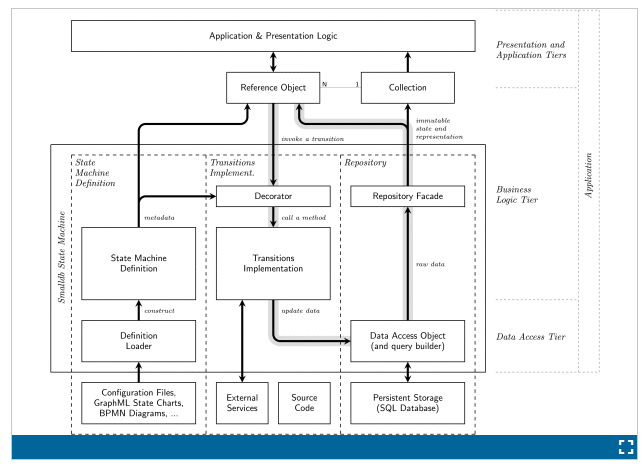 Application & Presentation Logic
Presentation and
Application Tiers
Reference Object
N
1
Collection
immutable
state and
representation
invoke a transition
State
Machine
Definition
Transitions
Implement.
Repository
Decorator
Repository Facade
Business
Logic Tier
Application
metadata
call a method
Smalldb State Machine
State Machine
Definition
Transitions
Implementation
raw data
construct
update data
Definition
Loader
Data Access Object
(and query builder)
Data Access Tier
Configuration Files,
GraphML State Charts,
BPMN Diagrams, ...
External
Services
Source
Code
Persistent Storage
(SQL Database)